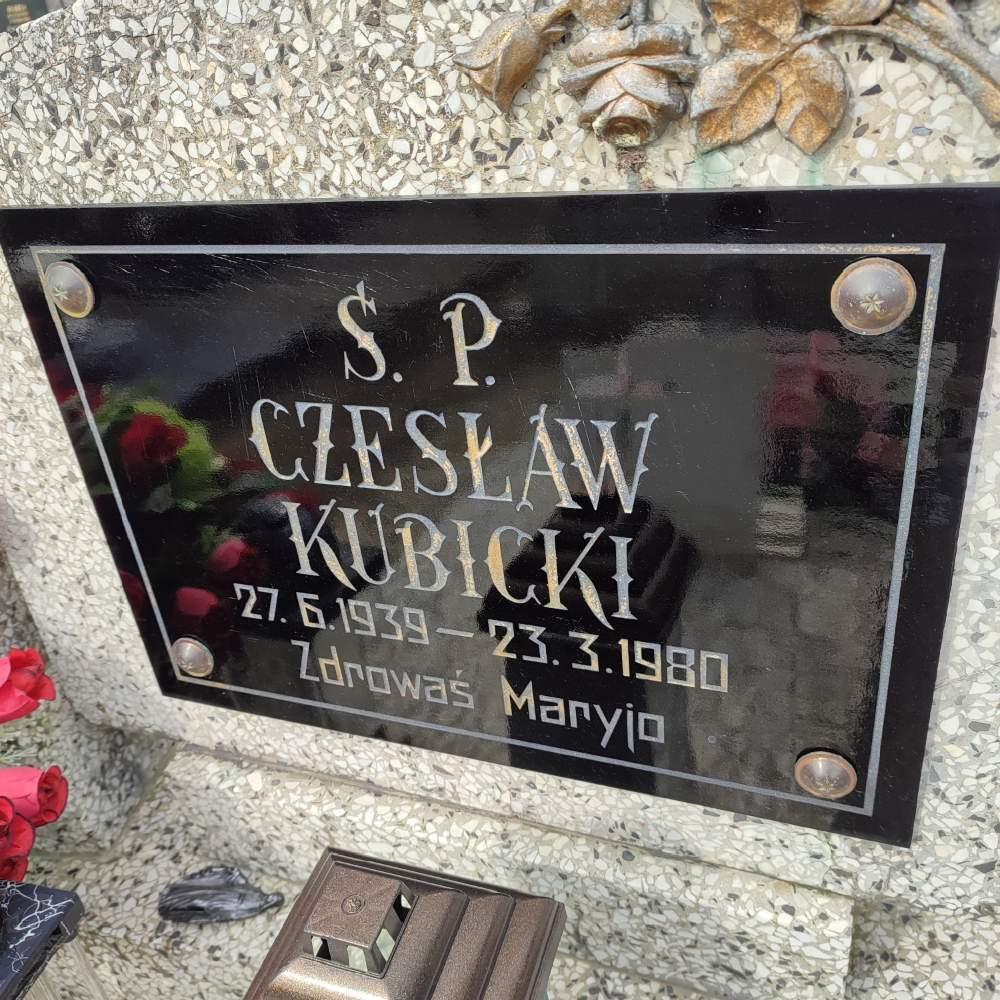 Ś. P.
CZESŁAW
KUBICKI
27. 6. 1939 — 23. 3. 1980
Zdrowaś Maryjo